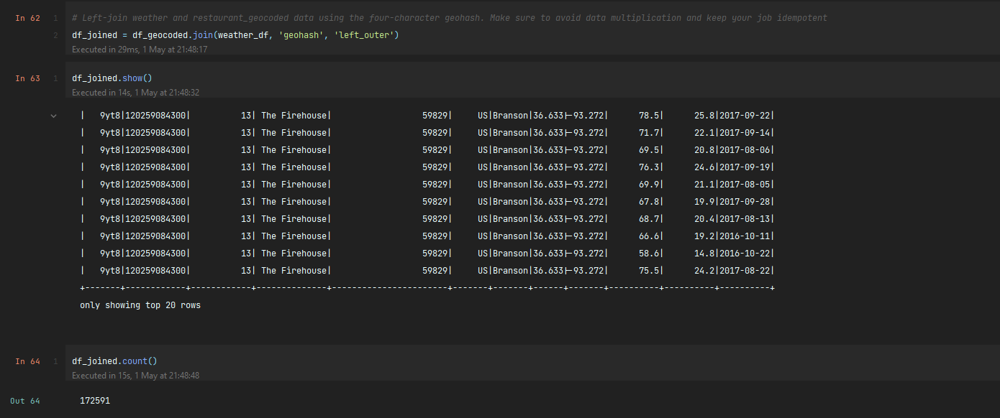 In 62 1 # Left-join weather and restaurant_geocoded data using the four-character geohash. Make sure to avoid data multiplication and keep your job idempotent
2 df_joined = df_geocoded.join(weather_df, 'geohash', 'left_outer')
Executed in 29ms, 1 May at 21:48:17
In 63 1 df_joined.show()
Executed in 14s, 1 May at 21:48:32
|   9yt8|120259084300|          13| The Firehouse|                  59829|     US|Branson|36.633|-93.272|      78.5|      25.8|2017-09-22|
|   9yt8|120259084300|          13| The Firehouse|                  59829|     US|Branson|36.633|-93.272|      71.7|      22.1|2017-09-14|
|   9yt8|120259084300|          13| The Firehouse|                  59829|     US|Branson|36.633|-93.272|      69.5|      20.8|2017-08-06|
|   9yt8|120259084300|          13| The Firehouse|                  59829|     US|Branson|36.633|-93.272|      76.3|      24.6|2017-09-19|
|   9yt8|120259084300|          13| The Firehouse|                  59829|     US|Branson|36.633|-93.272|      69.9|      21.1|2017-08-05|
|   9yt8|120259084300|          13| The Firehouse|                  59829|     US|Branson|36.633|-93.272|      67.8|      19.9|2017-09-28|
|   9yt8|120259084300|          13| The Firehouse|                  59829|     US|Branson|36.633|-93.272|      68.7|      20.4|2017-08-13|
|   9yt8|120259084300|          13| The Firehouse|                  59829|     US|Branson|36.633|-93.272|      66.6|      19.2|2016-10-11|
|   9yt8|120259084300|          13| The Firehouse|                  59829|     US|Branson|36.633|-93.272|      58.6|      14.8|2016-10-22|
|   9yt8|120259084300|          13| The Firehouse|                  59829|     US|Branson|36.633|-93.272|      75.5|      24.2|2017-08-22|
+-------+------------+------------+--------------+-----------------------+-------+-------+------+-------+----------+----------+----------+
only showing top 20 rows
In 64 1 df_joined.count()
Executed in 15s, 1 May at 21:48:48
Out 64 172591